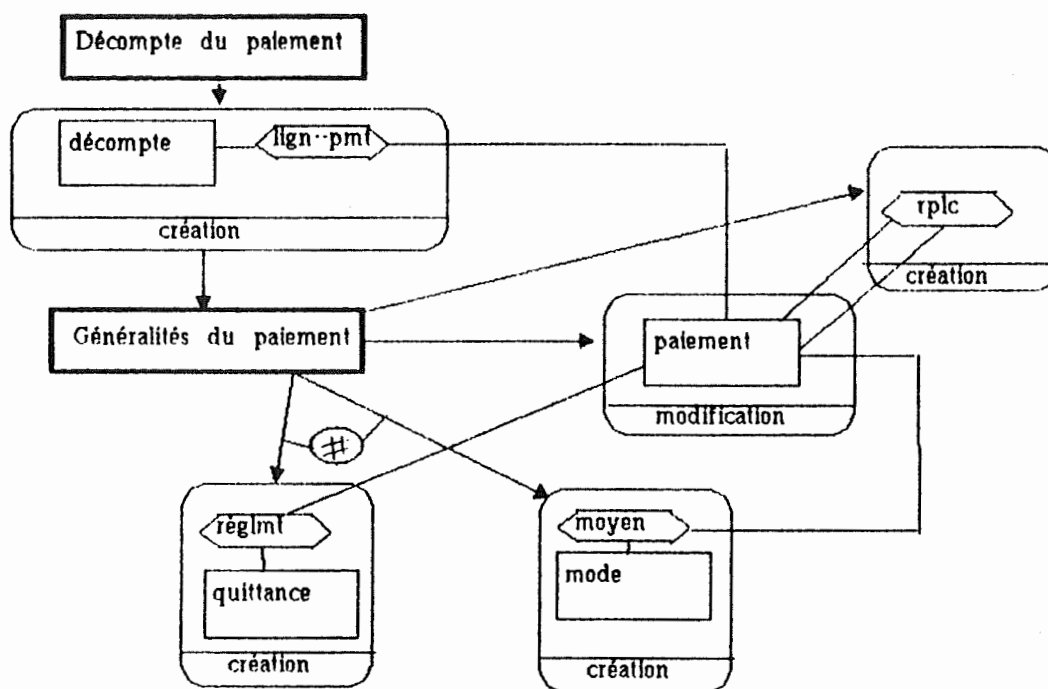 Décompte du paiement
décompte
lign--pmt
création
rplc
création
Généralités du paiement
paiement
modification
#
réglmt
quittance
création
moyen
mode
création